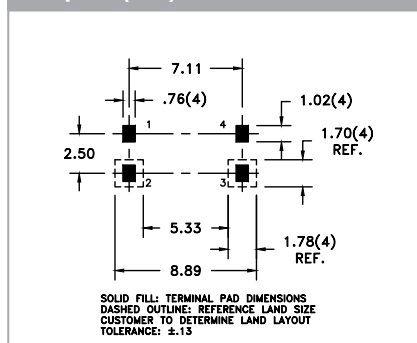 7.11
.76(4)
1
4
1.02(4)
2.50
1.70(4)
REF.
2
3
5.33
1.78(4)
REF.
8.89
SOLID FILL: TERMINAL PAD DIMENSIONS
DASHED OUTLINE: REFERENCE LAND SIZE
CUSTOMER TO DETERMINE LAND LAYOUT
TOLERANCE: ±.13